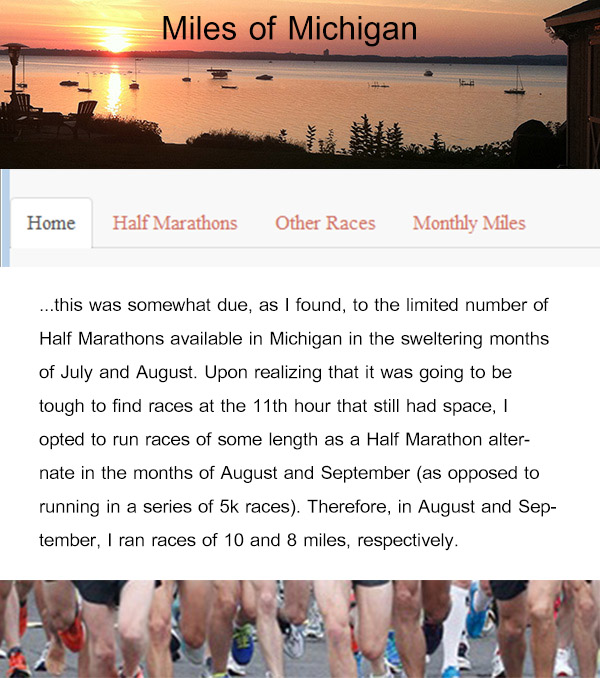 Miles of Michigan
Home Half Marathons Other Races Monthly Miles
...this was somewhat due, as I found, to the limited number of
Half Marathons available in Michigan in the sweltering months
of July and August. Upon realizing that it was going to be
tough to find races at the 11th hour that still had space, I
opted to run races of some length as a Half Marathon alter-
nate in the months of August and September (as opposed to
running in a series of 5k races). Therefore, in August and Sep-
tember, I ran races of 10 and 8 miles, respectively.